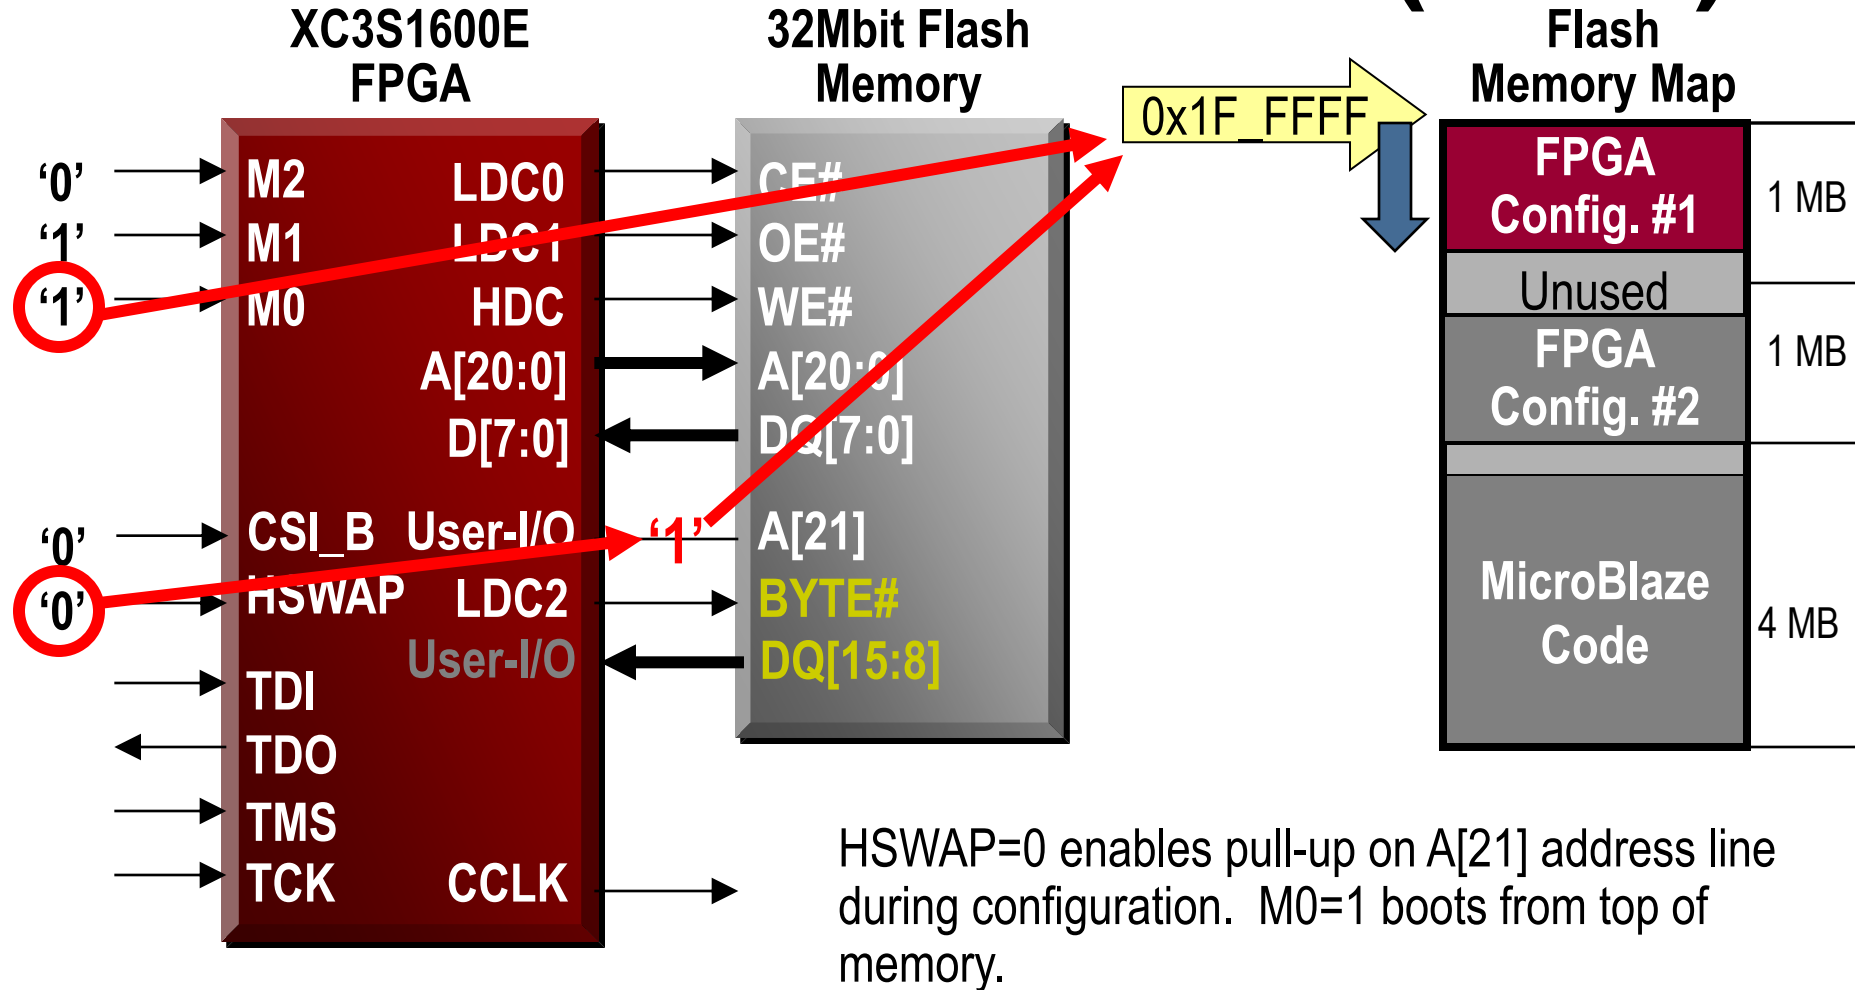 XC3S1600E
FPGA
32Mbit Flash
Memory
Flash
Memory Map
0x1F_FFFF
‘0’
‘1’
‘1’
‘0’
‘0’
M2
M1
M0
CSI_B
HSWAP
TDI
TDO
TMS
TCK
LDC0
LDC1
HDC
A[20:0]
D[7:0]
User-I/O
LDC2
User-I/O
CCLK
‘1’
CE#
OE#
WE#
A[20:0]
DQ[7:0]
A[21]
BYTE#
DQ[15:8]
FPGA
Config. #1
Unused
FPGA
Config. #2
MicroBlaze
Code
1 MB
1 MB
4 MB
HSWAP=0 enables pull-up on A[21] address line
during configuration.  M0=1 boots from top of
memory.